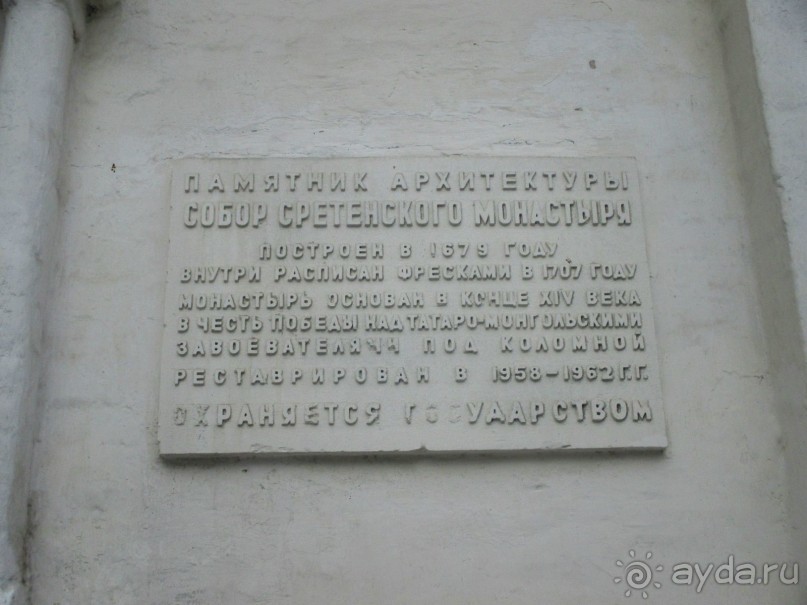 ПАМЯТНИК АРХИТЕКТУРЫ
СОБОР СРЕТЕНСКОГО МОНАСТЫРЯ
ПОСТРОЕН В 1679 ГОДУ
ВНУТРИ РАСПИСАН ФРЕСКАМИ В 1707 ГОДУ
МОНАСТЫРЬ ОСНОВАН В КОНЦЕ XIV ВЕКА
В ЧЕСТЬ ПОБЕДЫ НАД ТАТАРО-МОНГОЛЬСКИМИ
ЗАВОЕВАТЕЛЯМИ ПОД КОЛОМНОЙ
РЕСТАВРИРОВАН В 1958-1962 Г.Г.
ОХРАНЯЕТСЯ ГОСУДАРСТВОМ
ayda.ru